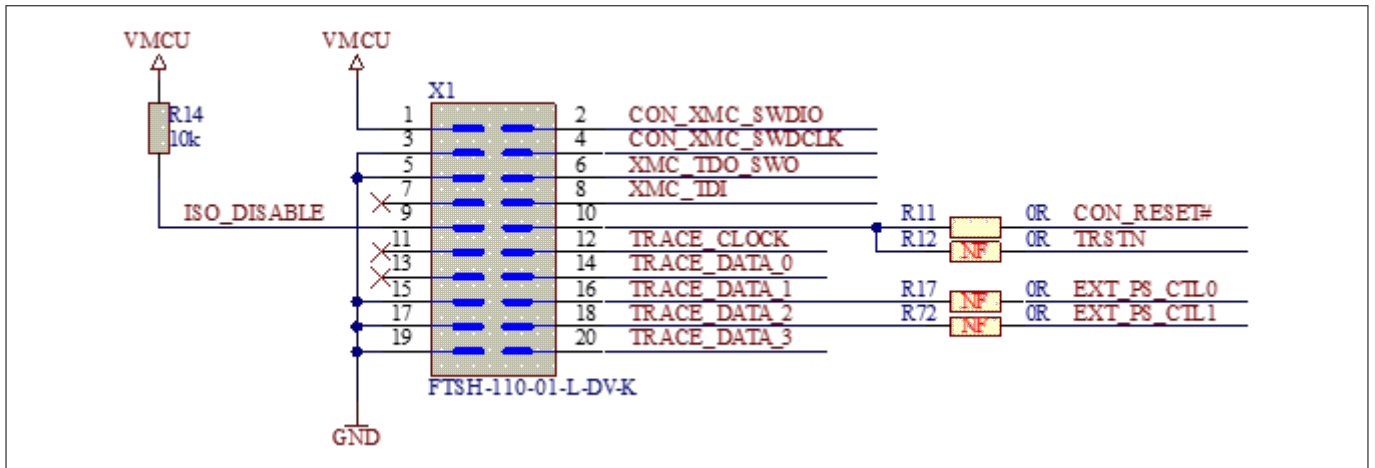 VMCU VMCU
X1
R14
10k
1 2 CON_XMC_SWDIO
3 4 CON_XMC_SWDCLK
5 6 XMC_TDO_SWO
7 8 XMC_TDI
ISO_DISABLE 9 10 R11 0R CON_RESET#
11 12 TRACE_CLOCK R12 NF 0R TRSTN
13 14 TRACE_DATA_0
15 16 TRACE_DATA_1 R17 NF 0R EXT_PS_CTL0
17 18 TRACE_DATA_2 R72 NF 0R EXT_PS_CTL1
19 20 TRACE_DATA_3
FTSH-110-01-L-DV-K
GND